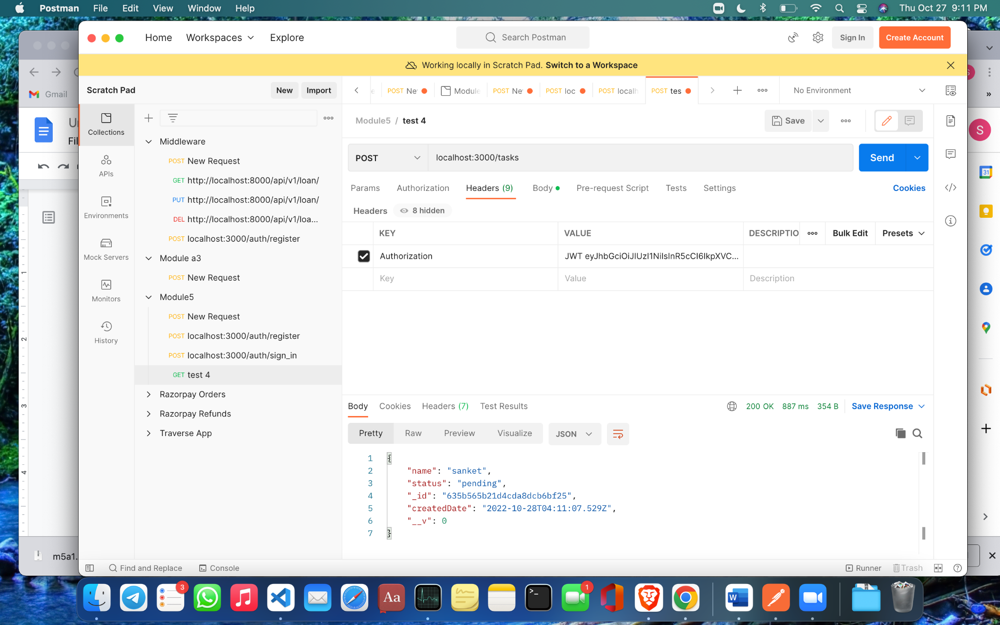 Postman File Edit View Window Help Thu Oct 27 9:11 PM
Home Workspaces Explore Search Postman Sign In Create Account
Working locally in Scratch Pad. Switch to a Workspace
Gmail
Scratch Pad New Import
POST Ne Module POST Ne POST loc POST localh POST tes No Environment
Collections
APIs
Environments
Mock Servers
Monitors
History
Middleware
POST New Request
GET http://localhost:8000/api/v1/loan/
PUT http://localhost:8000/api/v1/loan/
DEL http://localhost:8000/api/v1/loa...
POST localhost:3000/auth/register
Module a3
POST New Request
Module5
POST New Request
POST localhost:3000/auth/register
POST localhost:3000/auth/sign_in
GET test 4
Razorpay Orders
Razorpay Refunds
Traverse App
Module5 / test 4 Save
POST localhost:3000/tasks Send
Params Authorization Headers (9) Body Pre-request Script Tests Settings Cookies
Headers 8 hidden
KEY VALUE DESCRIPTIO Bulk Edit Presets
Authorization
Key Value Description
Body Cookies Headers (7) Test Results 200 OK 887 ms 354 B Save Response
Pretty Raw Preview Visualize JSON
1 {
2 "name": "sanket",
3 "status": "pending",
4 "_id": "635b565b21d4cda8dcb6bf25",
5 "createdDate": "2022-10-28T04:11:07.529Z",
6 "__v": 0
7 }
Fil
S
31
1
2
3
4
m5a1.
Find and Replace Console Runner Trash
3
Aa
1
W